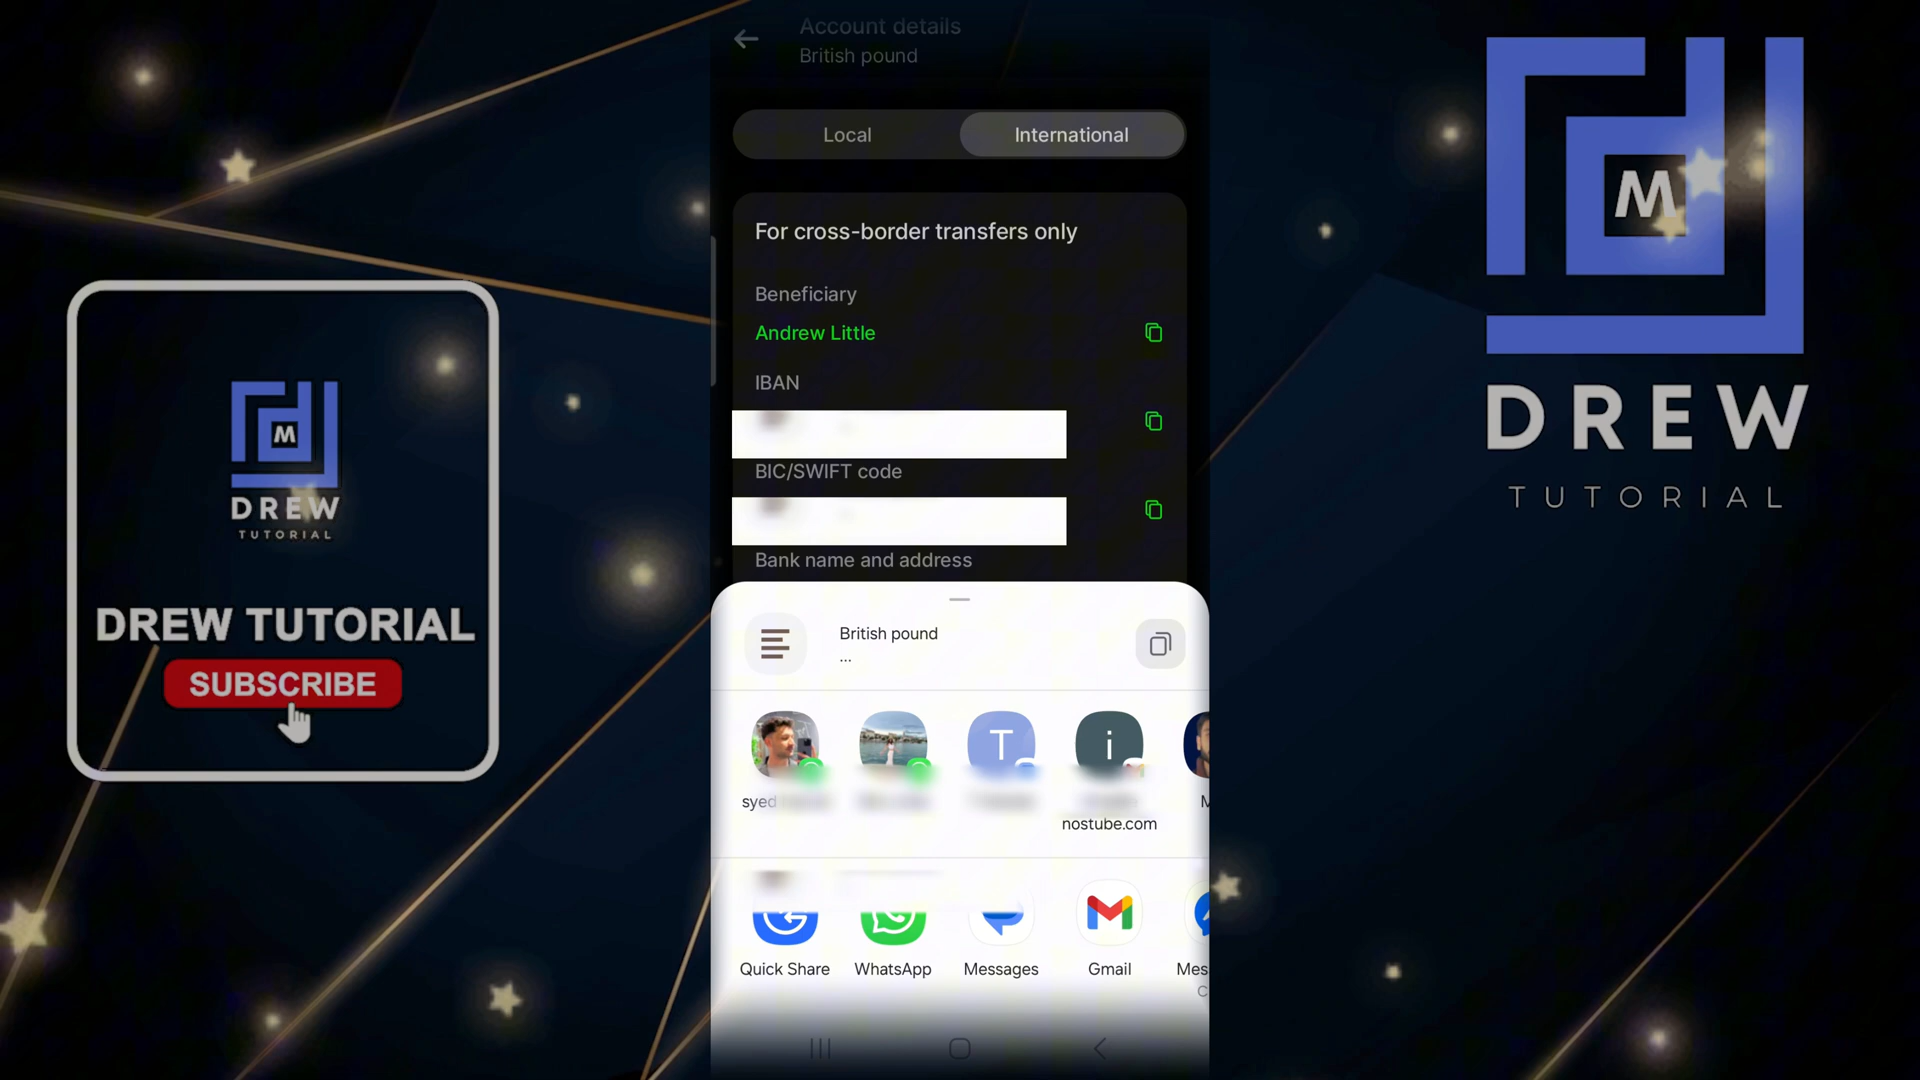 Account details
British pound
Local
International
For cross-border transfers only
Beneficiary
Andrew Little
IBAN
BIC/SWIFT code
Bank name and address
British pound
...
T
i
syed
nostube.com
M
Quick Share
WhatsApp
Messages
Gmail
Mes
C
M
DREW
TUTORIAL
DREW TUTORIAL
SUBSCRIBE
M
DREW
TUTORIAL